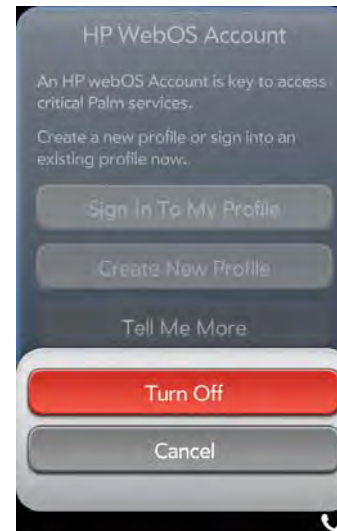 HP WebOS Account
An HP webOS Account is key to access
critical Palm services.
Create a new profile or sign into an
existing profile now.
Sign In To My Profile
Create New Profile
Tell Me More
Turn Off
Cancel